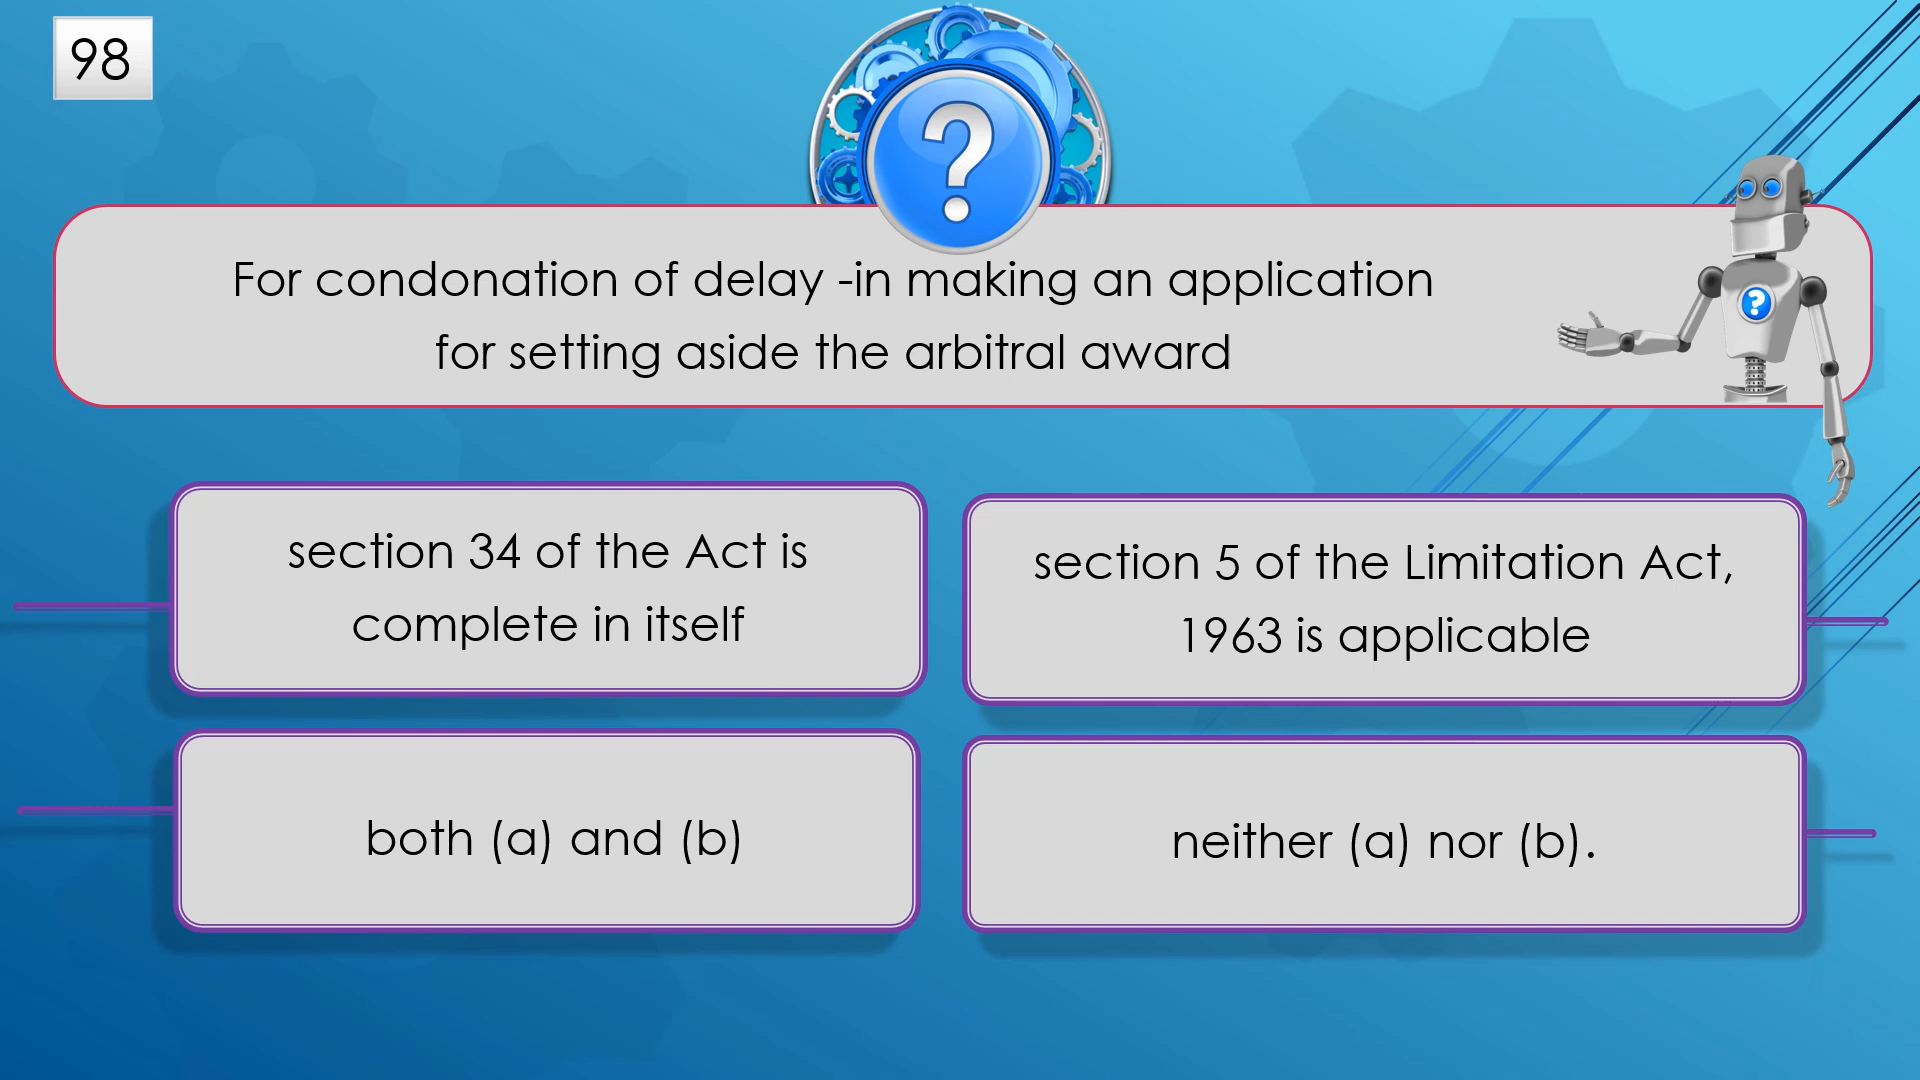 98
?
For condonation of delay -in making an application
for setting aside the arbitral award
?
section 34 of the Act is
complete in itself
section 5 of the Limitation Act,
1963 is applicable
both (a) and (b)
neither (a) nor (b).